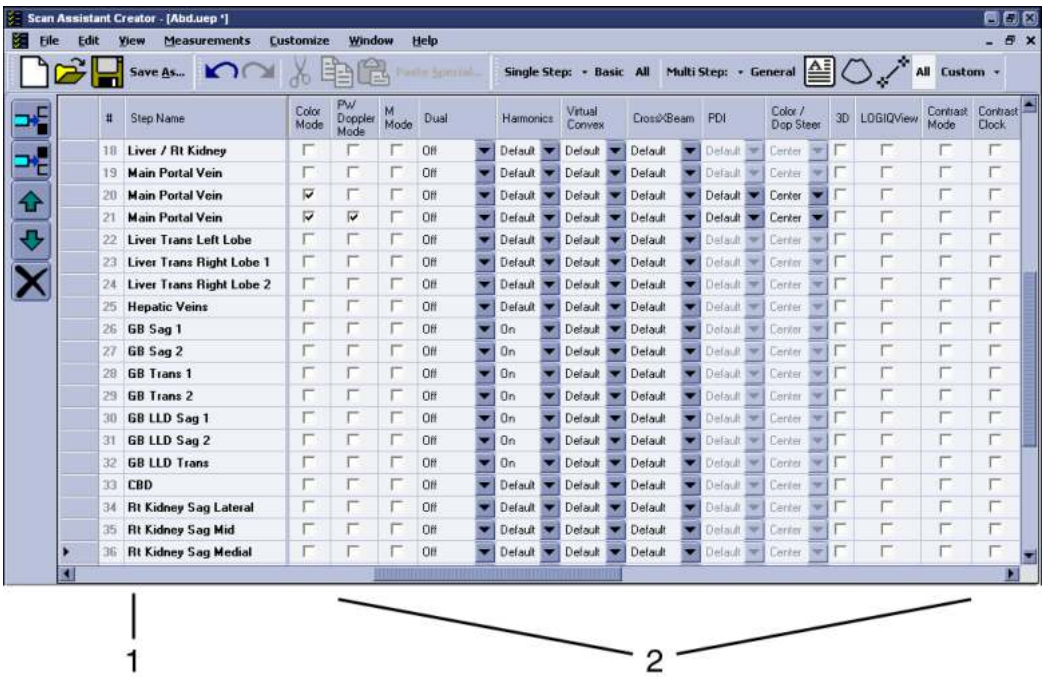 Scan Assistant Creator - [Abd.uep *]
File Edit View Measurements Customize Window Help
Save As... Paste Special... Single Step: Basic All Multi Step: General All Custom
# Step Name Color Mode PW/ Doppler Mode M Mode Dual Harmonics Virtual Convex CrossXBeam PDI Color / Dop Steer 3D LOGIQView Contrast Mode Contrast Clock
18 Liver / Rt Kidney Off Default Default Default Default Center
19 Main Portal Vein Off Default Default Default Default Center
20 Main Portal Vein Off Default Default Default Default Center
21 Main Portal Vein Off Default Default Default Default Center
22 Liver Trans Left Lobe Off Default Default Default Default Center
23 Liver Trans Right Lobe 1 Off Default Default Default Default Center
24 Liver Trans Right Lobe 2 Off Default Default Default Default Center
25 Hepatic Veins Off Default Default Default Default Center
26 GB Sag 1 Off On Default Default Default Center
27 GB Sag 2 Off On Default Default Default Center
28 GB Trans 1 Off On Default Default Default Center
29 GB Trans 2 Off On Default Default Default Center
30 GB LLD Sag 1 Off On Default Default Default Center
31 GB LLD Sag 2 Off On Default Default Default Center
32 GB LLD Trans Off On Default Default Default Center
33 CBD Off Default Default Default Default Center
34 Rt Kidney Sag Lateral Off Default Default Default Default Center
35 Rt Kidney Sag Mid Off Default Default Default Default Center
36 Rt Kidney Sag Medial Off Default Default Default Default Center
1 2